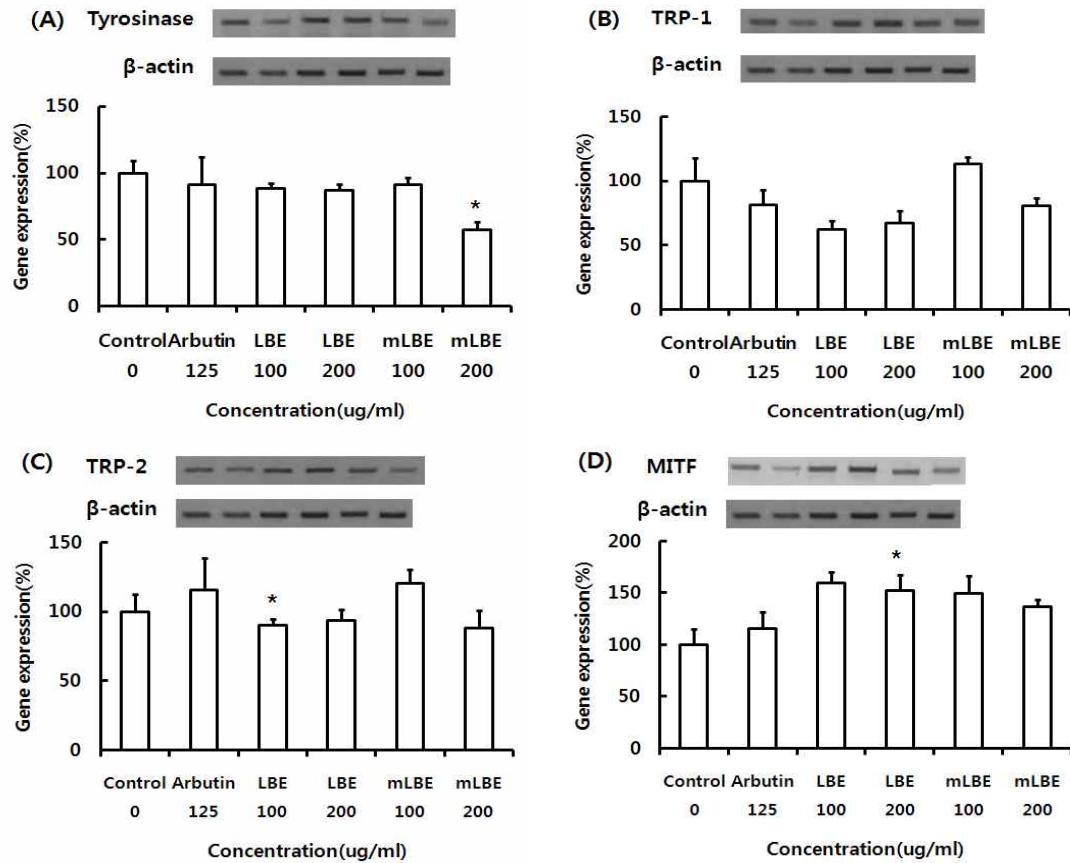 (A) Tyrosinase
β-actin
150
100
50
0
Gene expression(%)
*
Control Arbutin LBE LBE mLBE mLBE
0 125 100 200 100 200
Concentration(ug/ml)
(B) TRP-1
β-actin
150
100
50
0
Gene expression(%)
Control Arbutin LBE LBE mLBE mLBE
0 125 100 200 100 200
Concentration(ug/ml)
(C) TRP-2
β-actin
150
100
50
0
Gene expression(%)
*
Control Arbutin LBE LBE mLBE mLBE
0 125 100 200 100 200
Concentration(ug/ml)
(D) MITF
β-actin
200
150
100
50
0
Gene expression(%)
*
Control Arbutin LBE LBE mLBE mLBE
0 125 100 200 100 200
Concentration(ug/ml)